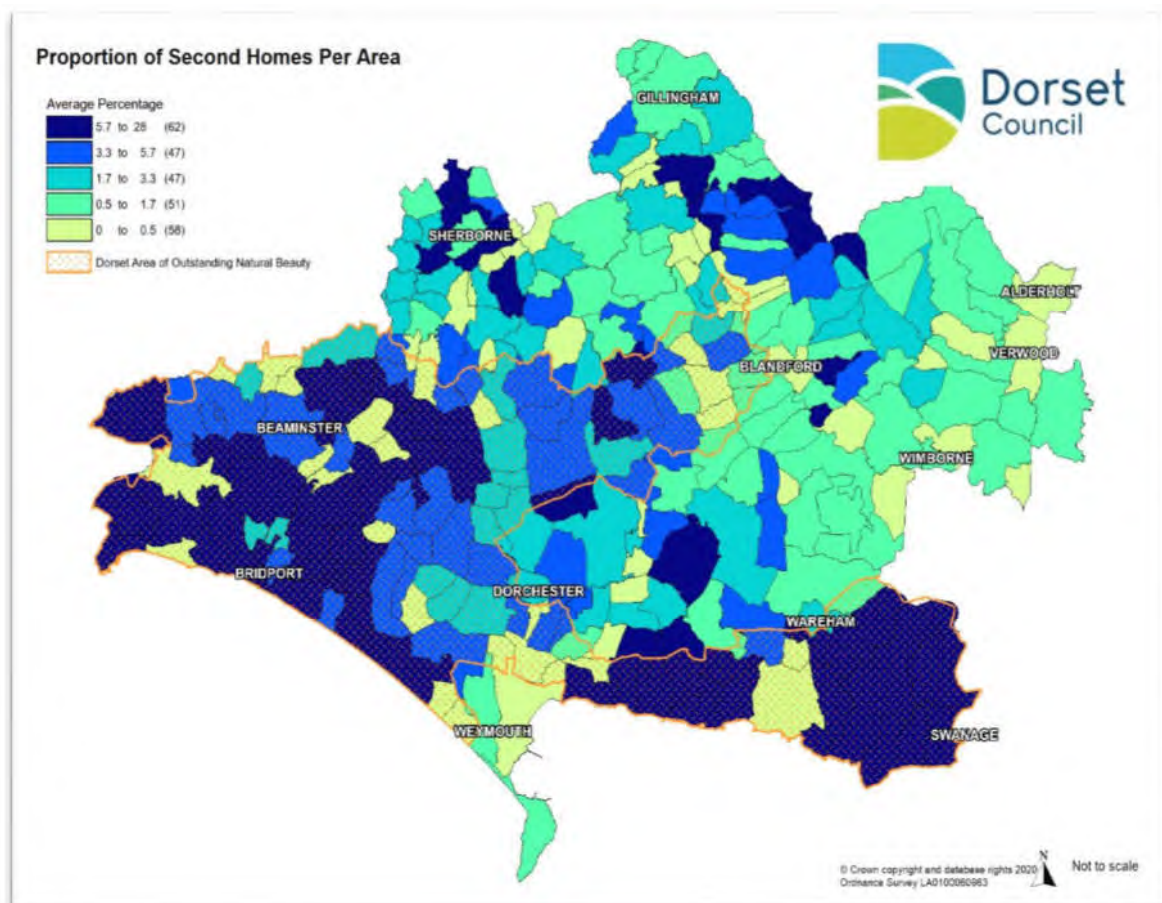 Proportion of Second Homes Per Area
Average Percentage
5.7 to 28 (62)
3.3 to 5.7 (47)
1.7 to 3.3 (47)
0.5 to 1.7 (51)
0 to 0.5 (58)
Dorset Area of Outstanding Natural Beauty
Dorset
Council
GILLINGHAM
SHERBORNE
ALDERHOLT
VERWOOD
BLANDFORD
BEAMINSTER
WIMBORNE
BRIDPORT
DORCHESTER
WAREHAM
WEYMOUTH
SWANAGE
© Crown copyright and database rights 2020
Ordnance Survey LA0100060963
N
Not to scale